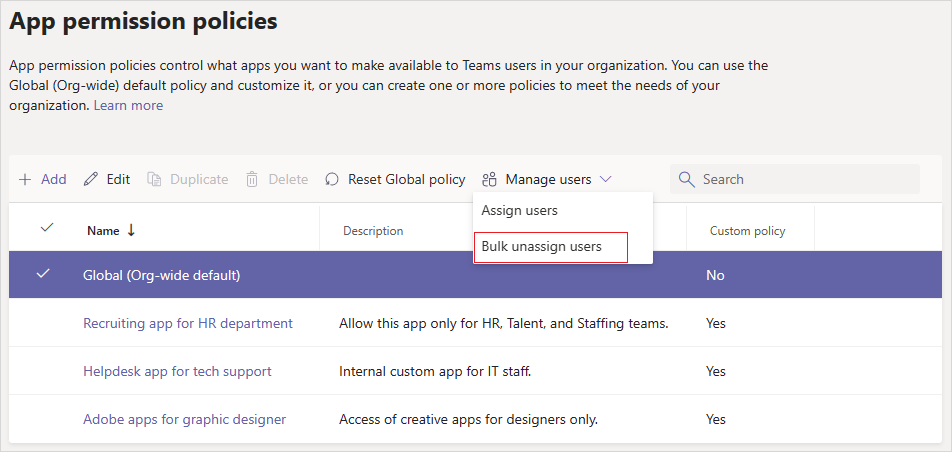 App permission policies
App permission policies control what apps you want to make available to Teams users in your organization. You can use the
Global (Org-wide) default policy and customize it, or you can create one or more policies to meet the needs of your
organization. Learn more
+ Add Edit Duplicate Delete Reset Global policy Manage users Search
Assign users
Bulk unassign users
Name ↓ Description Custom policy
Global (Org-wide default) No
Recruiting app for HR department Allow this app only for HR, Talent, and Staffing teams. Yes
Helpdesk app for tech support Internal custom app for IT staff. Yes
Adobe apps for graphic designer Access of creative apps for designers only. Yes